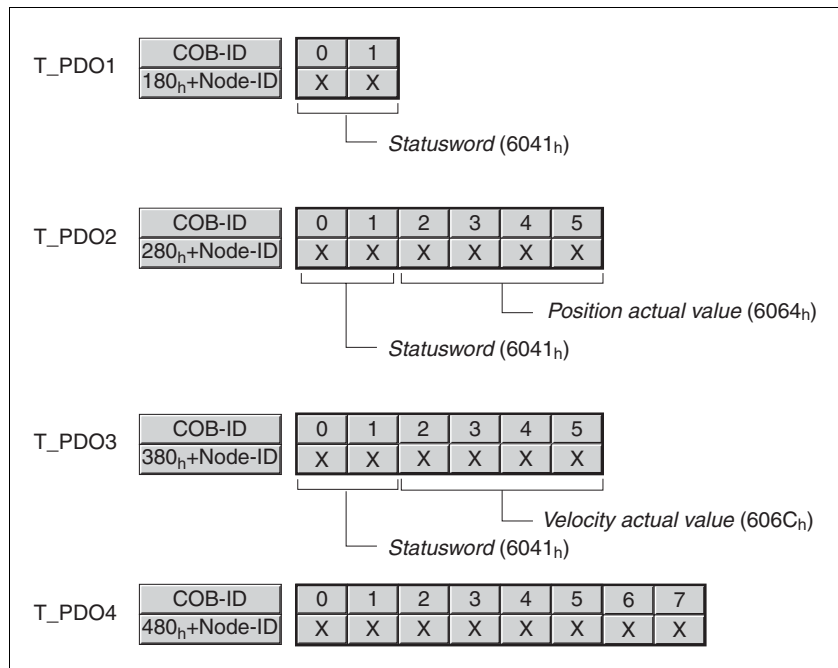 T_PDO1
COB-ID 0 1
180h+Node-ID X X
Statusword (6041h)
T_PDO2
COB-ID 0 1 2 3 4 5
280h+Node-ID X X X X X X
Position actual value (6064h)
Statusword (6041h)
T_PDO3
COB-ID 0 1 2 3 4 5
380h+Node-ID X X X X X X
Velocity actual value (606Ch)
Statusword (6041h)
T_PDO4
COB-ID 0 1 2 3 4 5 6 7
480h+Node-ID X X X X X X X X